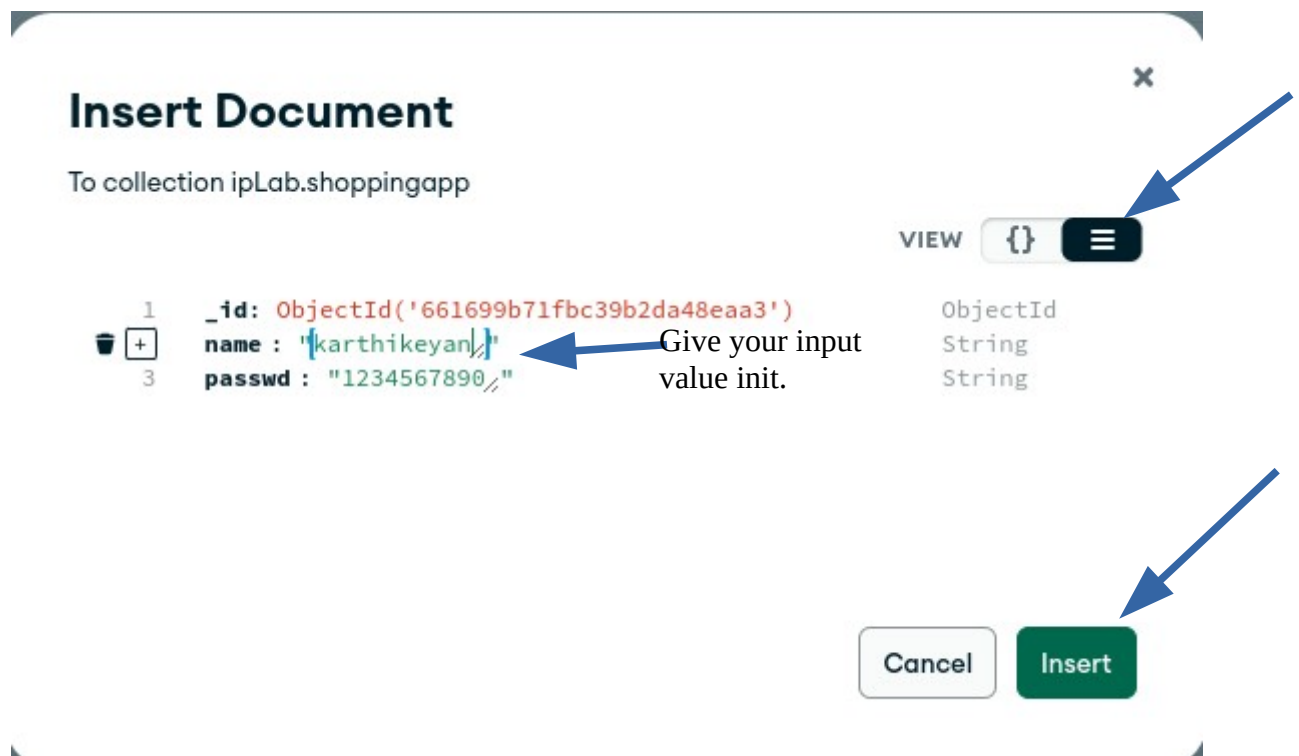 Insert Document
To collection ipLab.shoppingapp
VIEW {}
1 _id: ObjectId('661699b71fbc39b2da48eaa3') ObjectId
+ name : "karthikeyan" String
Give your input
value init.
3 passwd : "1234567890" String
Cancel Insert